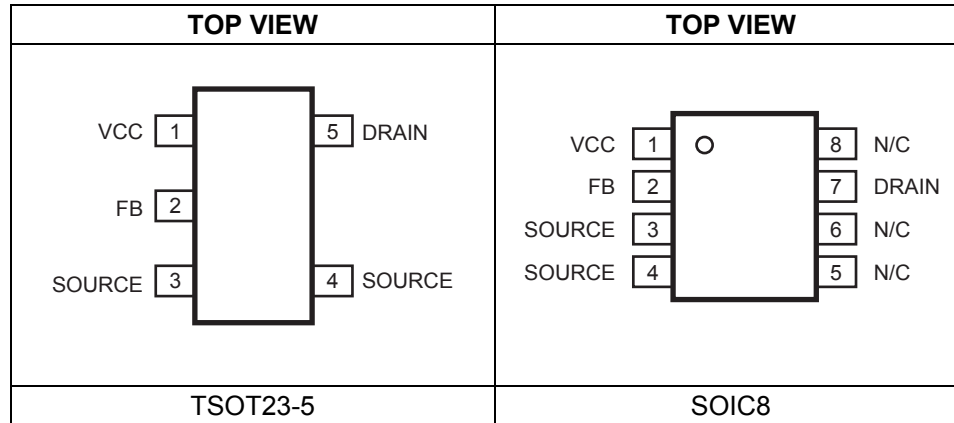 TOP VIEW TOP VIEW
VCC 1 5 DRAIN
FB 2
SOURCE 3 4 SOURCE
TSOT23-5
VCC 1 8 N/C
FB 2 7 DRAIN
SOURCE 3 6 N/C
SOURCE 4 5 N/C
SOIC8